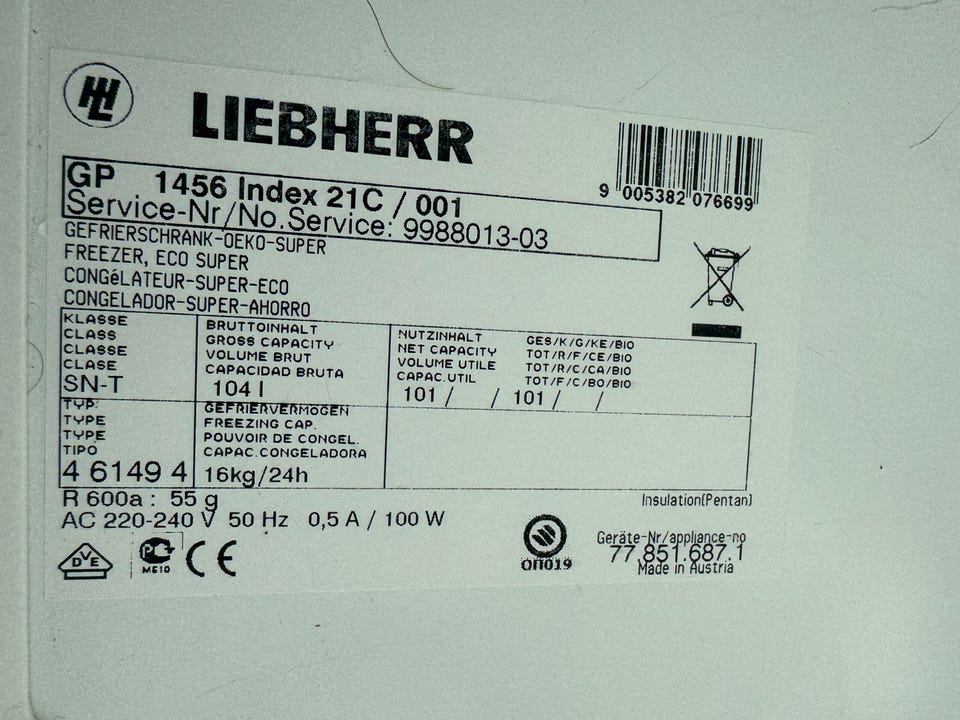 HL
LIEBHERR
9 005382 076699
GP 1456 Index 21C / 001
Service-Nr/No.Service: 9988013-03
GEFRIERSCHRANK-OEKO-SUPER
FREEZER, ECO SUPER
CONGéLATEUR-SUPER-ECO
CONGELADOR-SUPER-AHORRO
KLASSE
CLASS
CLASSE
CLASE
SN-T
BRUTTOINHALT
GROSS CAPACITY
VOLUME BRUT
CAPACIDAD BRUTA
104 l
NUTZINHALT GES/K/G/KE/BIO
NET CAPACITY TOT/R/F/CE/BIO
VOLUME UTILE TOT/R/C/CA/BIO
CAPAC.UTIL TOT/F/C/BO/BIO
101 / / 101 / /
TYP:
TYPE
TYPE
TIPO
4 61494
GEFRIERVERMÖGEN
FREEZING CAP.
POUVOIR DE CONGEL.
CAPAC.CONGELADORA
16kg/24h
R 600a : 55 g
Insulation(Pentan)
AC 220-240 V 50 Hz 0,5 A / 100 W
VDE
РСТ
ME10
CE
ОП019
Geräte-Nr/appliance-no
77.851.687.1
Made in Austria